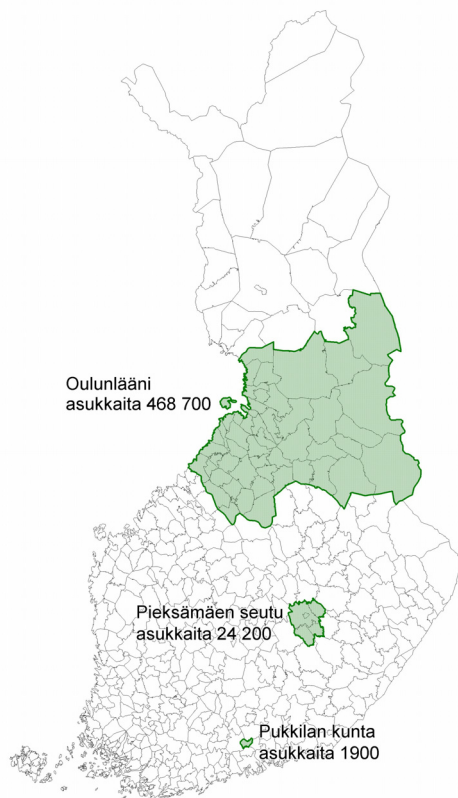 Oulunlääni
asukkaita 468 700
Pieksämäen seutu
asukkaita 24 200
Pukkilan kunta
asukkaita 1900